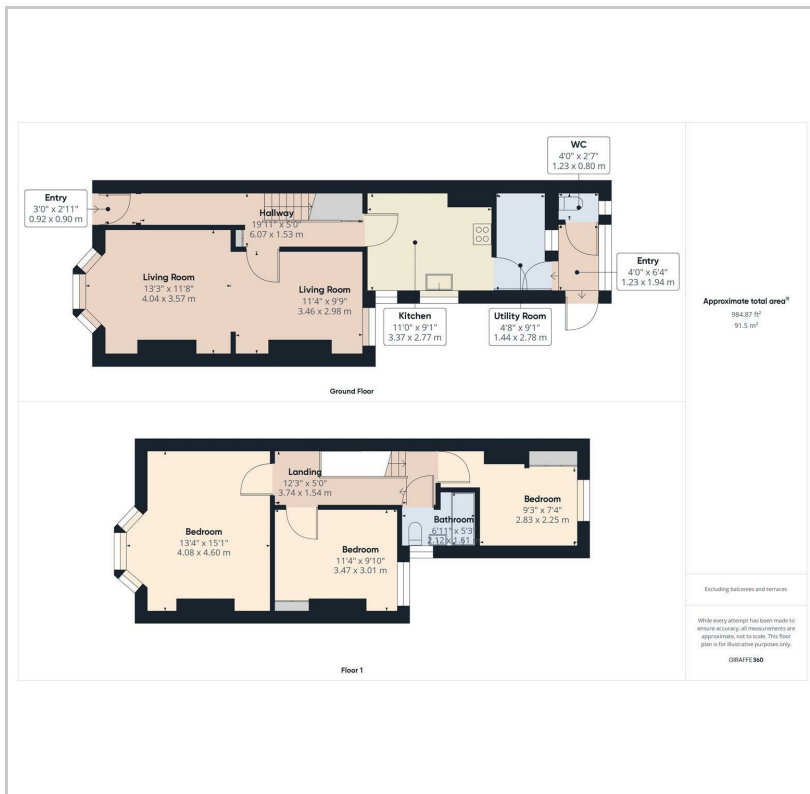 WC
4'0" x 2'7"
1.23 x 0.80 m
Entry
3'0" x 2'11"
0.92 x 0.90 m
Hallway
19'11" x 5'0"
6.07 x 1.53 m
Living Room
13'3" x 11'8"
4.04 x 3.57 m
Living Room
11'4" x 9'9"
3.46 x 2.98 m
Entry
4'0" x 6'4"
1.23 x 1.94 m
Kitchen
11'0" x 9'1"
3.37 x 2.77 m
Utility Room
4'8" x 9'1"
1.44 x 2.78 m
Ground Floor
Approximate total area
984.87 ft²
91.5 m²
Landing
12'3" x 5'0"
3.74 x 1.54 m
Bedroom
13'4" x 15'1"
4.08 x 4.60 m
Bedroom
11'4" x 9'10"
3.47 x 3.01 m
Bathroom
6'11" x 5'3"
2.12 x 1.61 m
Bedroom
9'3" x 7'4"
2.83 x 2.25 m
Floor 1
Excluding balconies and terraces
While every attempt has been made to
ensure accuracy, all measurements are
approximate, not to scale. This floor
plan is for illustrative purposes only.
GIRAFFE360